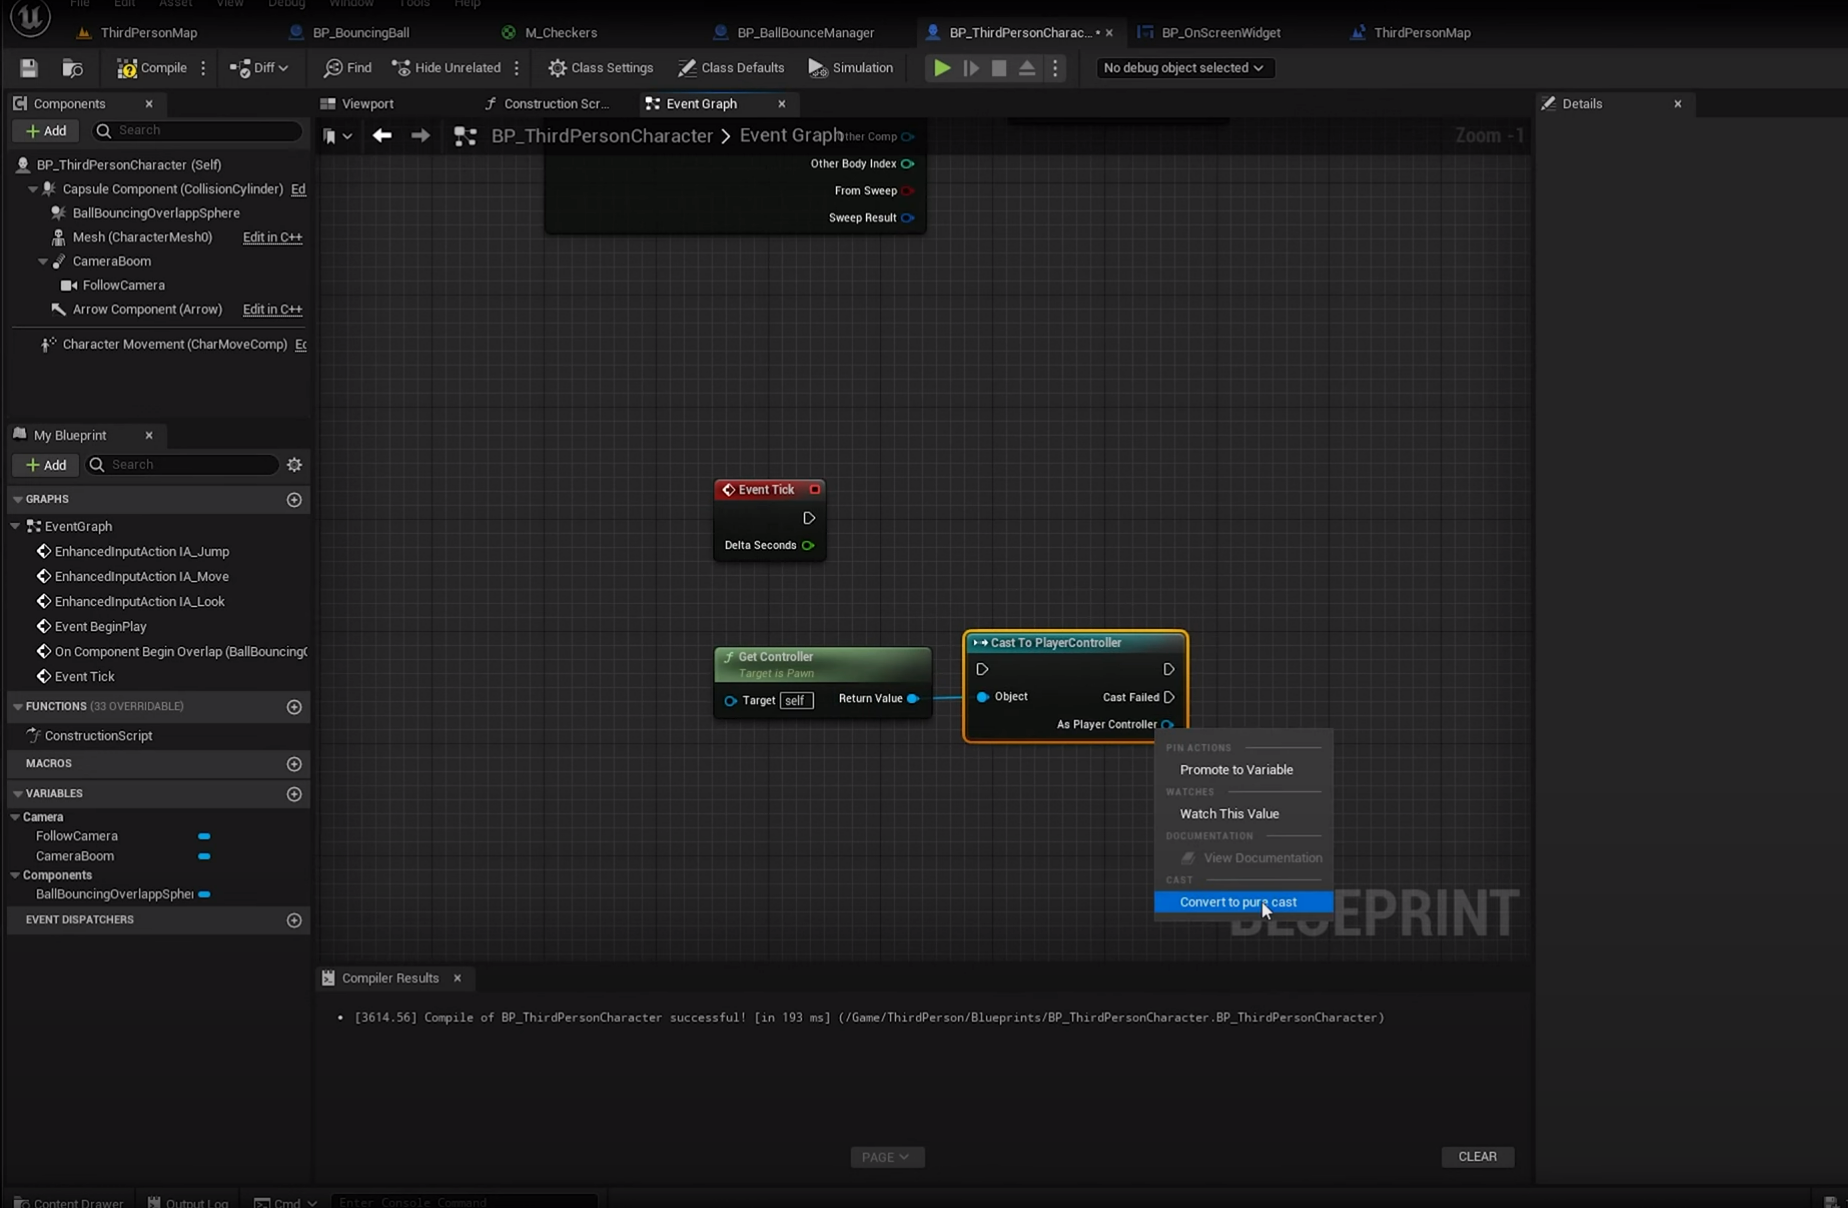 File Edit Asset View Debug Window Tools Help
ThirdPersonMap BP_BouncingBall M_Checkers BP_BallBounceManager BP_ThirdPersonCharac... • BP_OnScreenWidget ThirdPersonMap
Compile Diff Find Hide Unrelated Class Settings Class Defaults Simulation No debug object selected
Components
Add Search
BP_ThirdPersonCharacter (Self)
Capsule Component (CollisionCylinder) Ed
BallBouncingOverlappSphere
Mesh (CharacterMesh0) Edit in C++
CameraBoom
FollowCamera
Arrow Component (Arrow) Edit in C++
Character Movement (CharMoveComp) Ec
My Blueprint
Add Search
GRAPHS
EventGraph
EnhancedInputAction IA_Jump
EnhancedInputAction IA_Move
EnhancedInputAction IA_Look
Event BeginPlay
On Component Begin Overlap (BallBouncing
Event Tick
FUNCTIONS (33 OVERRIDABLE)
ConstructionScript
MACROS
VARIABLES
Camera
FollowCamera
CameraBoom
Components
BallBouncingOverlappSpher
EVENT DISPATCHERS
Viewport Construction Scr... Event Graph
BP_ThirdPersonCharacter > Event Graph Zoom -1
Other Comp
Other Body Index
From Sweep
Sweep Result
Event Tick
Delta Seconds
Get Controller
Target is Pawn
Target self Return Value
Cast To PlayerController
Object Cast Failed
As Player Controller
PIN ACTIONS
Promote to Variable
WATCHES
Watch This Value
DOCUMENTATION
View Documentation
CAST
Convert to pure cast
BLUEPRINT
Compiler Results
• [3614.56] Compile of BP_ThirdPersonCharacter successful! [in 193 ms] (/Game/ThirdPerson/Blueprints/BP_ThirdPersonCharacter.BP_ThirdPersonCharacter)
PAGE CLEAR
Details
Content Drawer Output Log Cmd Enter Console Command